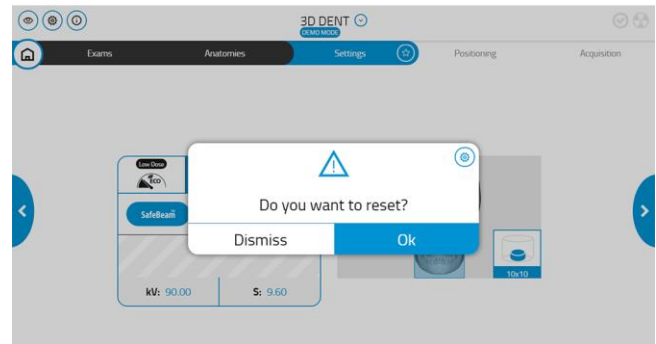 3D DENT
DEMO MODE
Exams
Anatomies
Settings
Positioning
Acquisition
Low Dose
ECO
SafeBeam
Do you want to reset?
Dismiss
Ok
10x10
kV: 90.00
S: 9.60